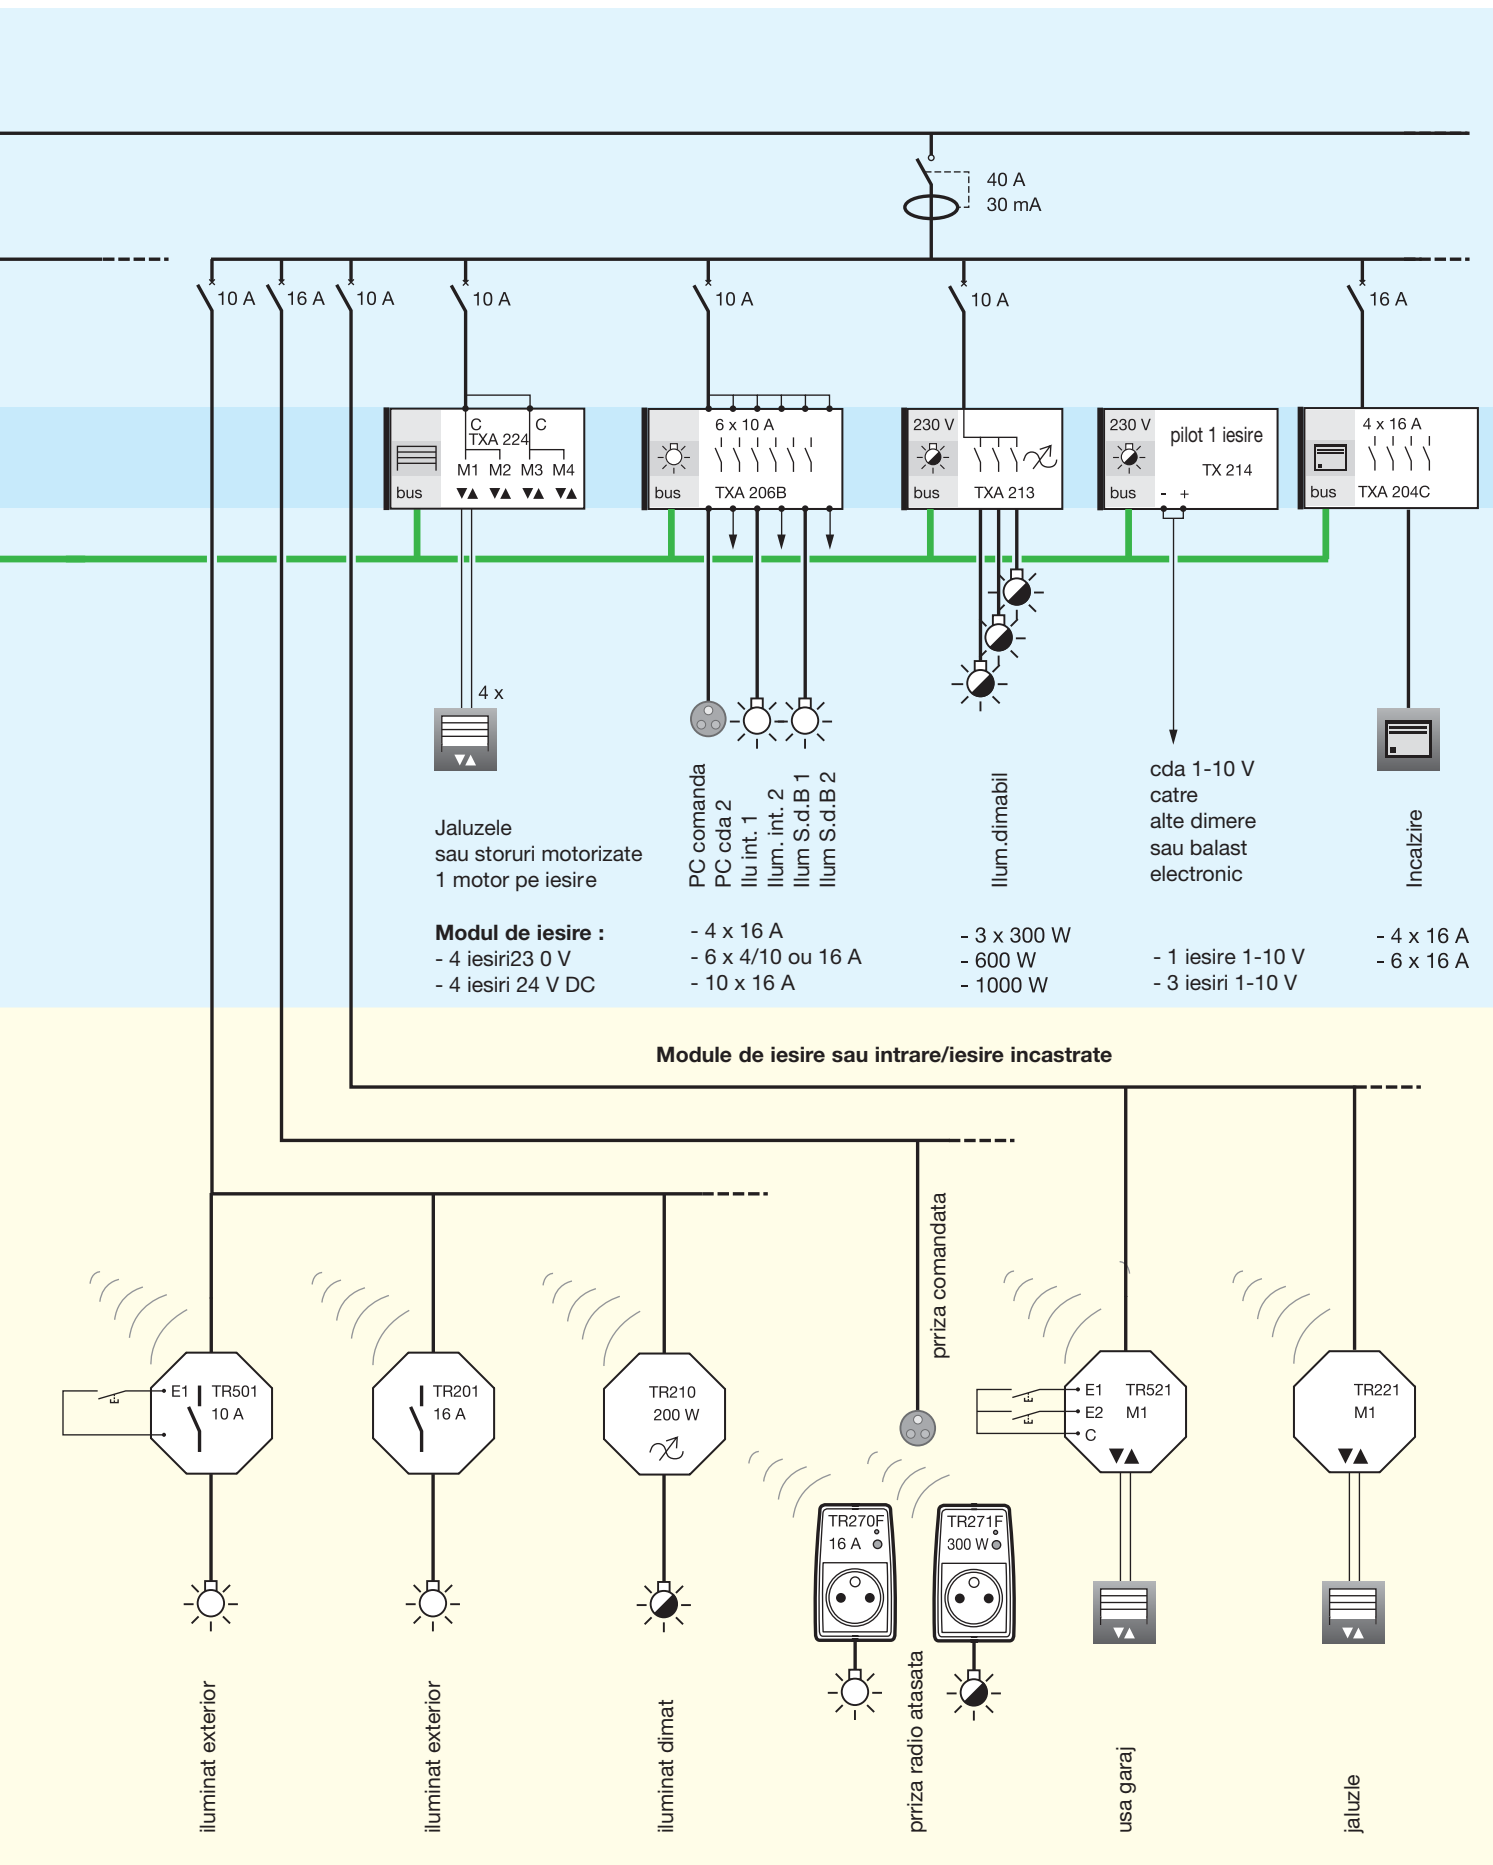 40 A
30 mA
10 A
16 A
10 A
10 A
10 A
10 A
16 A
C
C
TXA 224
M1
M2
M3
M4
bus
6 x 10 A
bus
TXA 206B
230 V
bus
TXA 213
230 V
pilot 1 iesire
TX 214
bus
- +
4 x 16 A
bus
TXA 204C
4 x
Jaluzele
sau storuri motorizate
1 motor pe iesire
Modul de iesire :
- 4 iesiri23 0 V
- 4 iesiri 24 V DC
PC comanda
PC cda 2
Ilu int. 1
Ilum. int. 2
Ilum S.d.B 1
Ilum S.d.B 2
- 4 x 16 A
- 6 x 4/10 ou 16 A
- 10 x 16 A
Ilum.dimabil
- 3 x 300 W
- 600 W
- 1000 W
cda 1-10 V
catre
alte dimere
sau balast
electronic
- 1 iesire 1-10 V
- 3 iesiri 1-10 V
Incalzire
- 4 x 16 A
- 6 x 16 A
Module de iesire sau intrare/iesire incastrate
E1
TR501
10 A
TR201
16 A
TR210
200 W
prriza comandata
E1
E2
C
TR521
M1
TR221
M1
TR270F
16 A
TR271F
300 W
iluminat exterior
iluminat exterior
iluminat dimat
prriza radio atasata
usa garaj
jaluzle